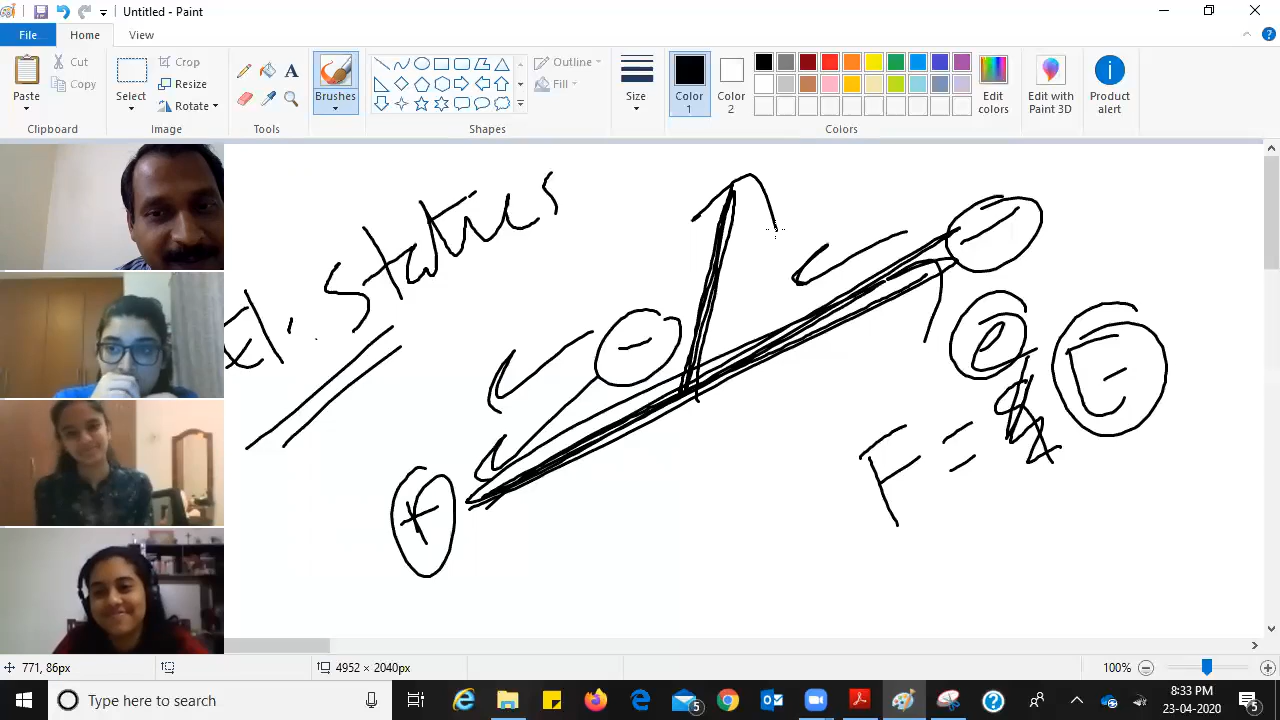 Untitled - Paint
File
Home
View
Paste
Cut
Copy
Clipboard
Select
Crop
Resize
Rotate
Image
A
Tools
Brushes
Outline
Fill
Shapes
Size
Color 1
Color 2
Edit colors
Colors
Edit with Paint 3D
Product alert
El. Statics
-
-
+
F = E
771, 86px
4952 × 2040px
100%
Type here to search
5
8:33 PM
23-04-2020
5